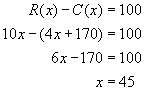 R(x) − C(x) = 100
10x − (4x + 170) = 100
6x − 170 = 100
x = 45